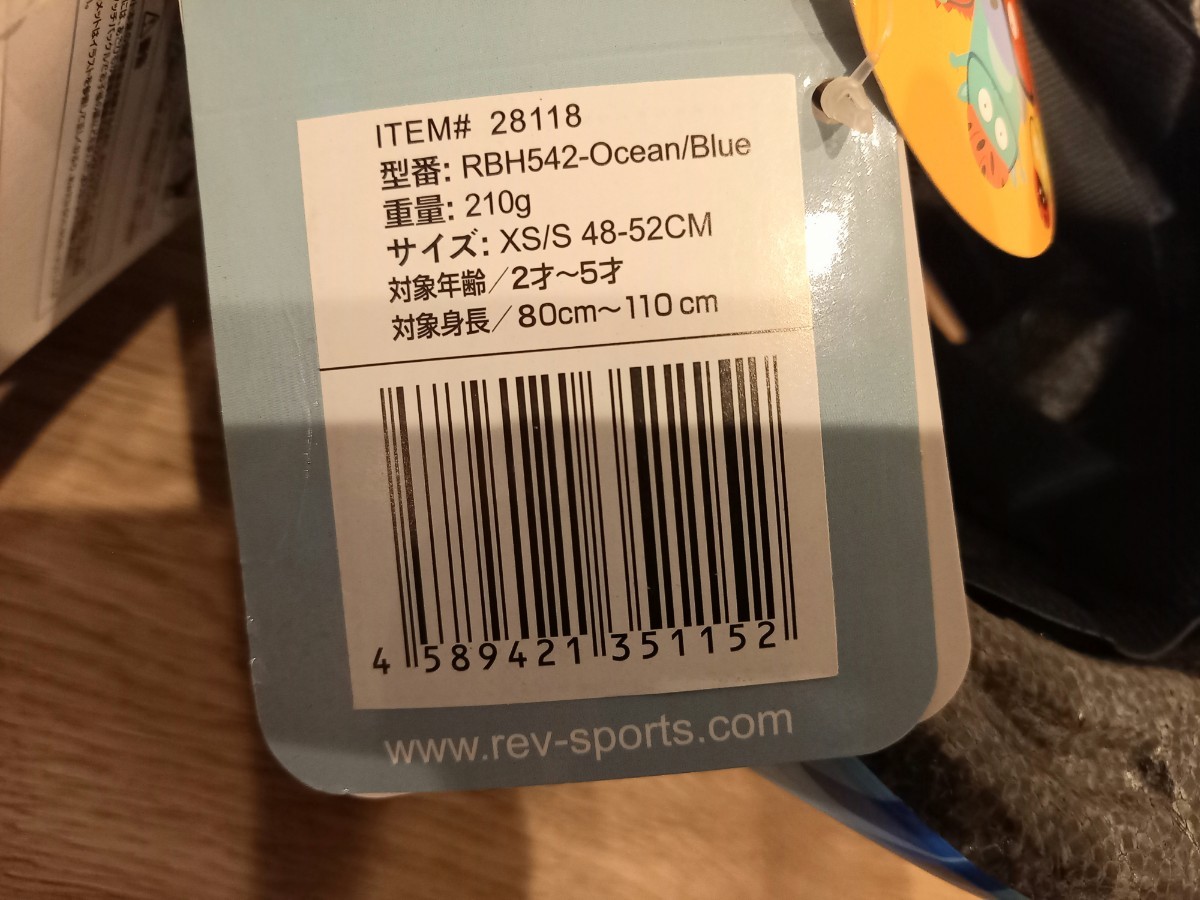 ITEM# 28118
型番: RBH542-Ocean/Blue
重量: 210g
サイズ: XS/S 48-52CM
対象年齢/2才～5才
対象身長/80cm～110cm
4 589421 351152
www.rev-sports.com